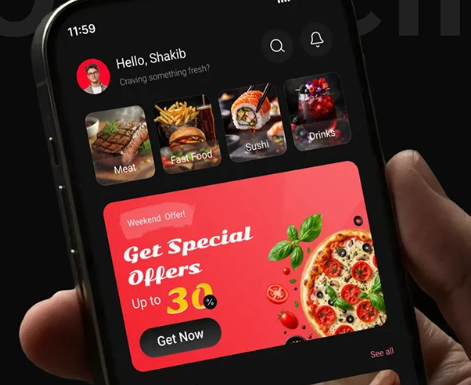 11:59
Hello, Shakib
Craving something fresh?
Meat
Fast Food
Sushi
Drinks
Weekend Offer!
Get Special
Offers
Up to 30%
Get Now
See all